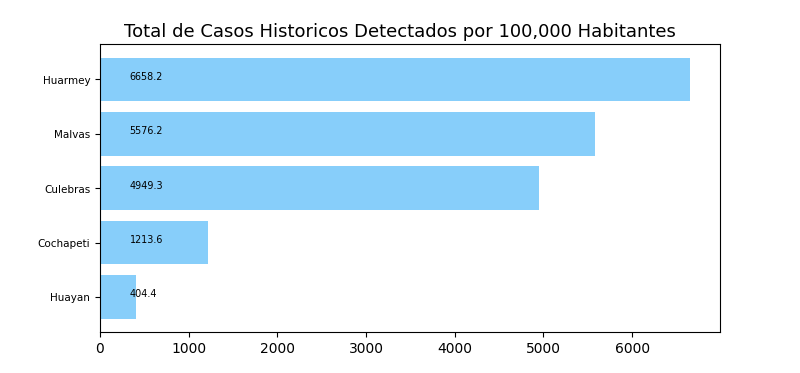 Total de Casos Historicos Detectados por 100,000 Habitantes
Huarmey 6658.2
Malvas 5576.2
Culebras 4949.3
Cochapeti 1213.6
Huayan 404.4
0 1000 2000 3000 4000 5000 6000